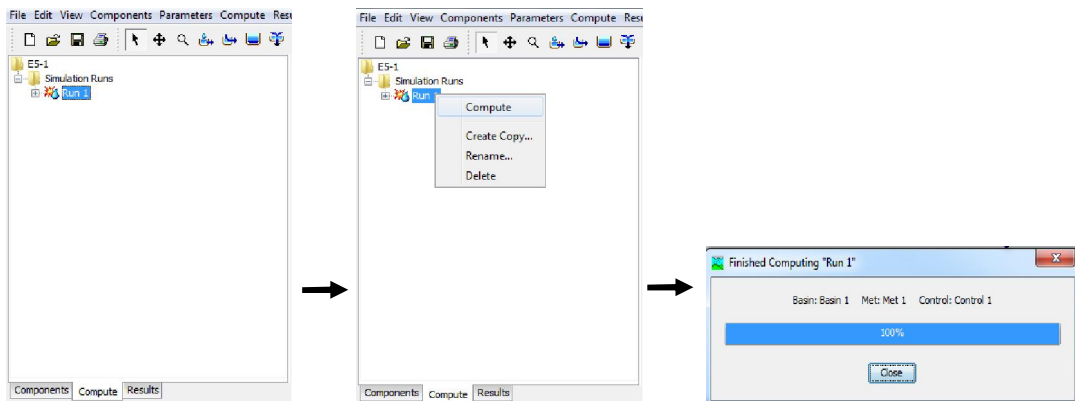 File Edit View Components Parameters Compute Resu
E5-1
Simulation Runs
Run 1
Components Compute Results
File Edit View Components Parameters Compute Resu
E5-1
Simulation Runs
Run
Compute
Create Copy...
Rename...
Delete
Components Compute Results
Finished Computing "Run 1"
Basin: Basin 1 Met: Met 1 Control: Control 1
100%
Close